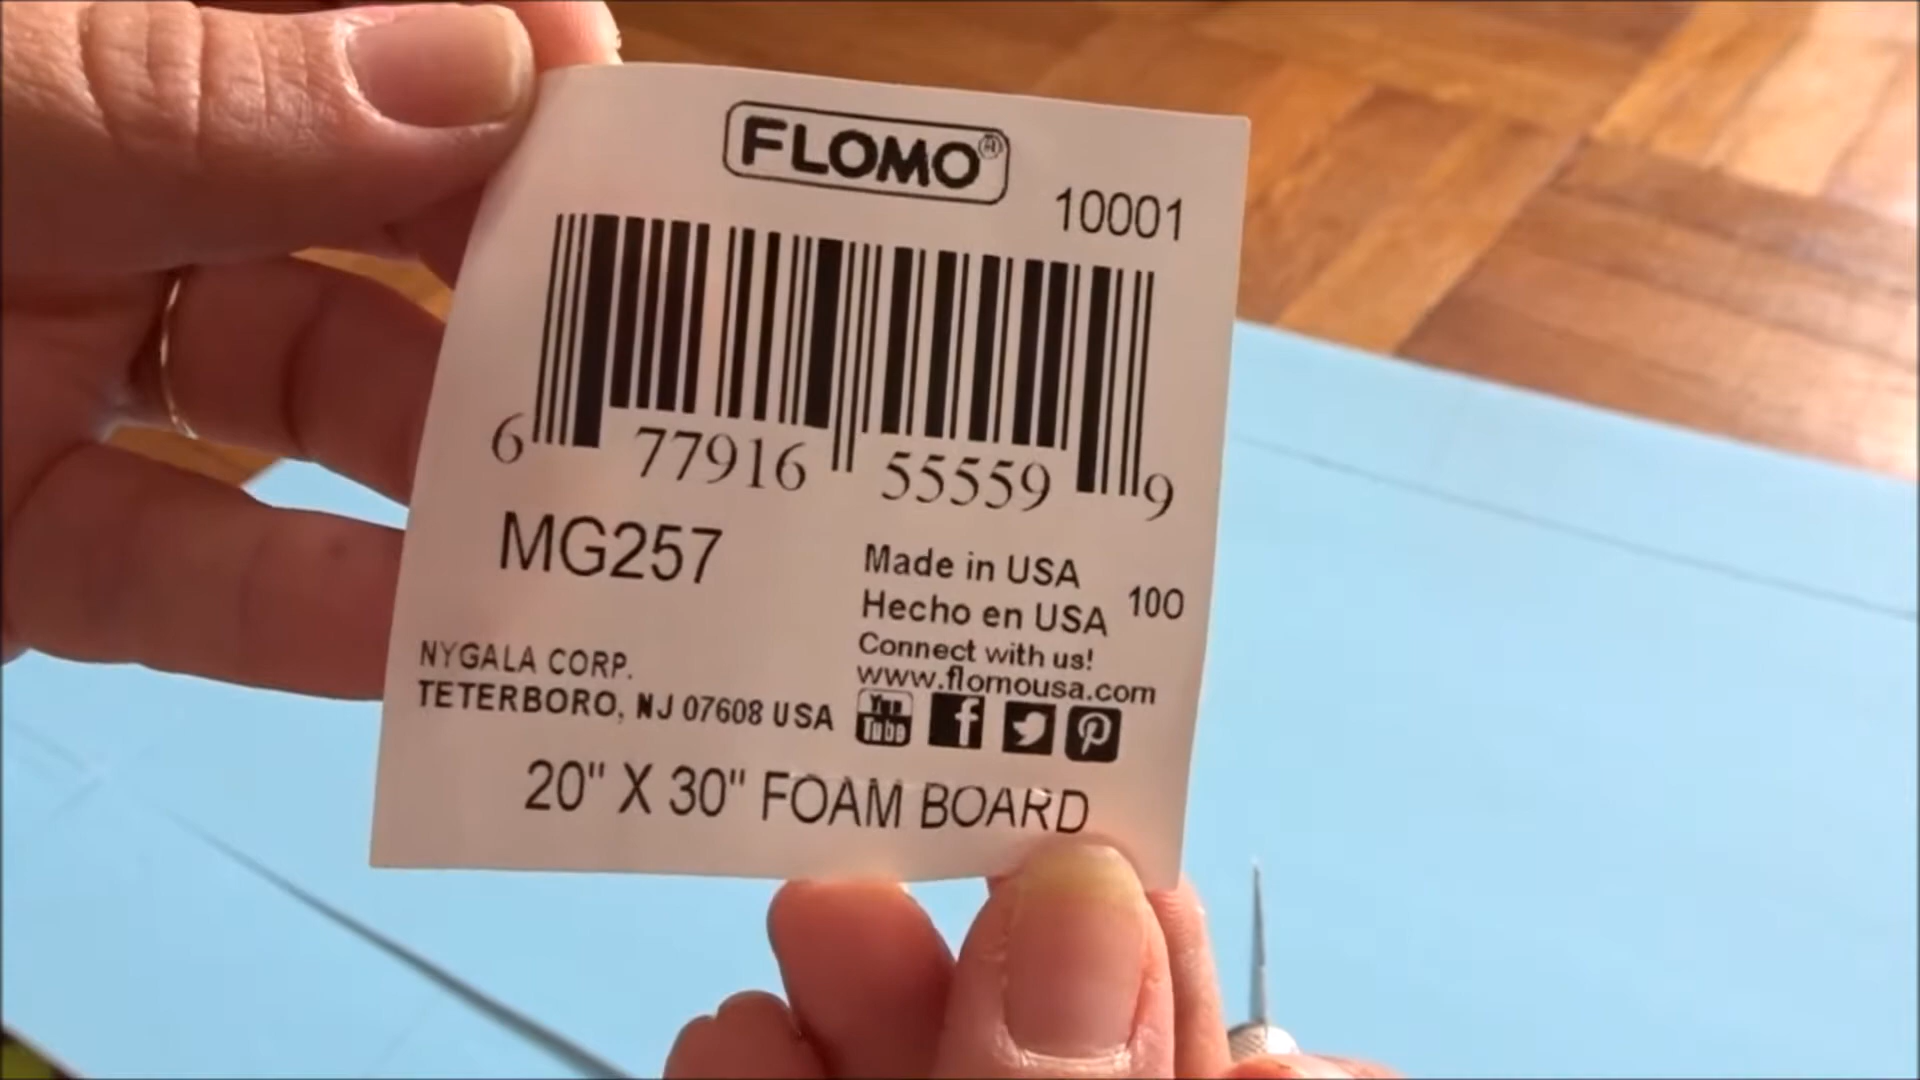 FLOMO®
10001
6 77916 55559 9
MG257
Made in USA
Hecho en USA
100
Connect with us!
www.flomousa.com
You Tube
NYGALA CORP.
TETERBORO, NJ 07608 USA
20" X 30" FOAM BOARD